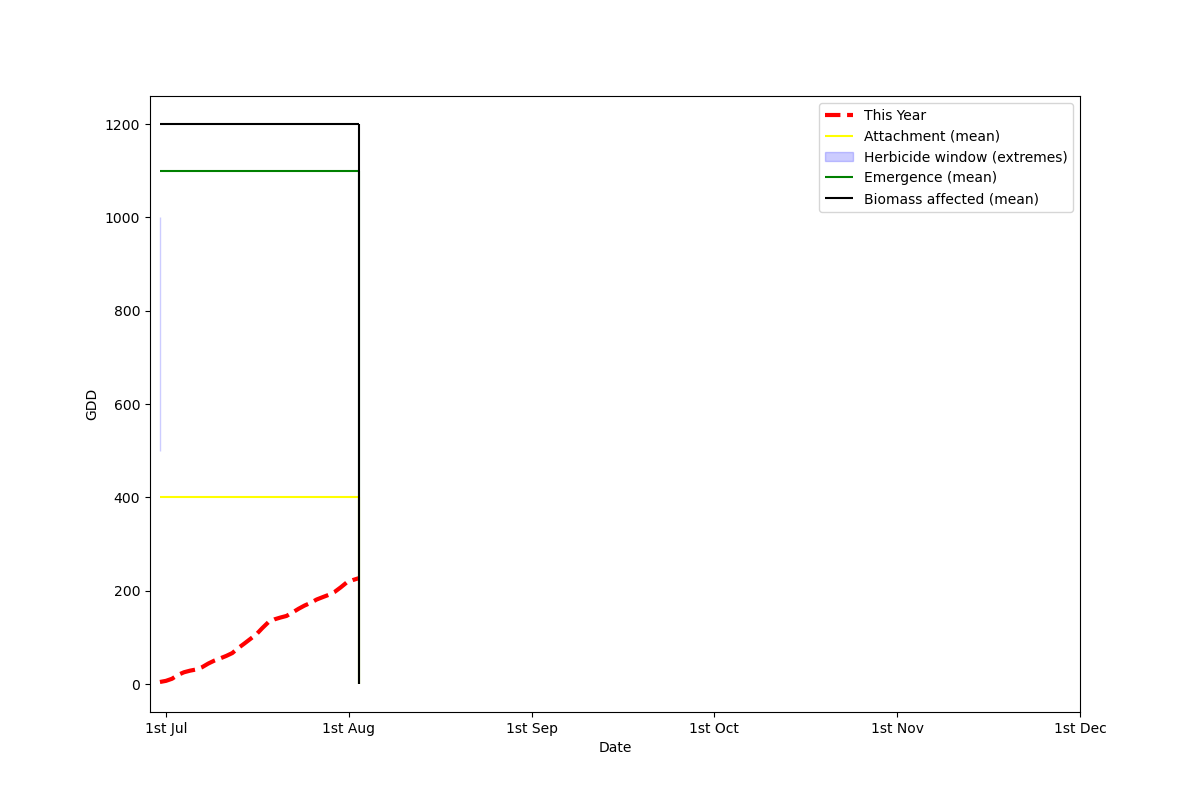 This Year
Attachment (mean)
Herbicide window (extremes)
Emergence (mean)
Biomass affected (mean)
1200
1000
800
600
400
200
0
GDD
1st Jul
1st Aug
1st Sep
1st Oct
1st Nov
1st Dec
Date